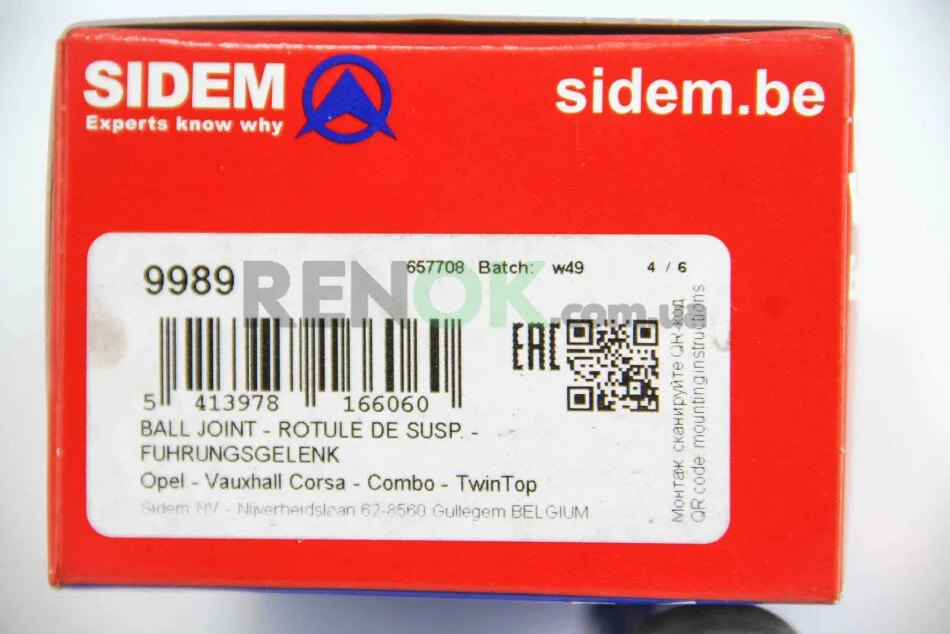 SIDEM
Experts know why
sidem.be
9989
657708 Batch: w49 4 / 6
RENOK.com.ua
EAC
5 413978 166060
BALL JOINT - ROTULE DE SUSP. -
FUHRUNGSGELENK
Opel - Vauxhall Corsa - Combo - TwinTop
Sidem NV - Nijverheidslaan 62-8560 Gullegem BELGIUM
Монтаж: сканируйте QR-код
QR code: mounting instructions